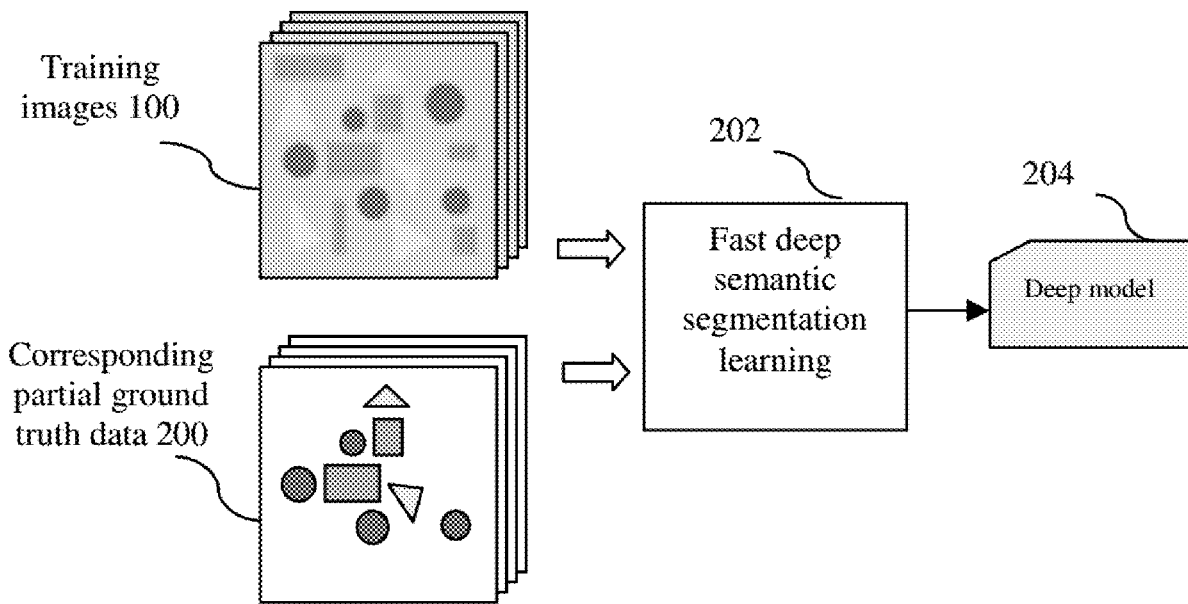 Training
images 100
202
204
Fast deep
semantic
segmentation
learning
Deep model
Corresponding
partial ground
truth data 200